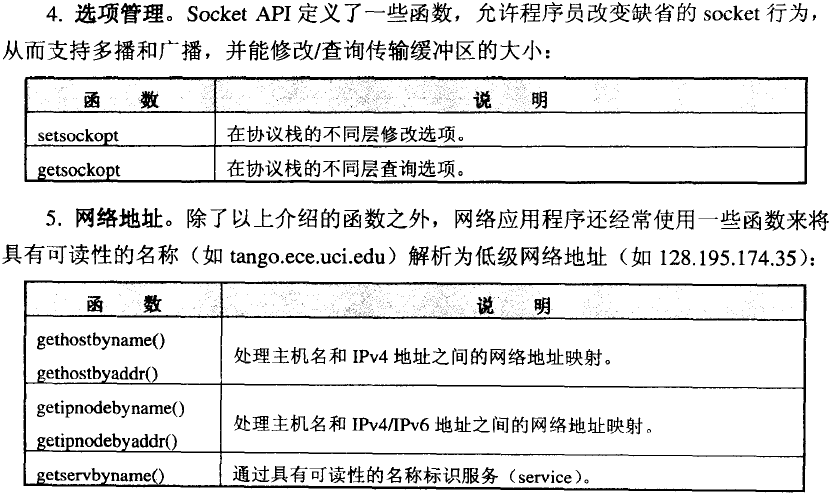 4. 选项管理。Socket API 定义了一些函数，允许程序员改变缺省的 socket 行为，
从而支持多播和广播，并能修改/查询传输缓冲区的大小：
函 数 说 明
setsockopt 在协议栈的不同层修改选项。
getsockopt 在协议栈的不同层查询选项。
5. 网络地址。除了以上介绍的函数之外，网络应用程序还经常使用一些函数来将
具有可读性的名称（如 tango.ece.uci.edu）解析为低级网络地址（如 128.195.174.35）：
函 数 说 明
gethostbyname()
gethostbyaddr()
处理主机名和 IPv4 地址之间的网络地址映射。
getipnodebyname()
getipnodebyaddr()
处理主机名和 IPv4/IPv6 地址之间的网络地址映射。
getservbyname() 通过具有可读性的名称标识服务（service）。